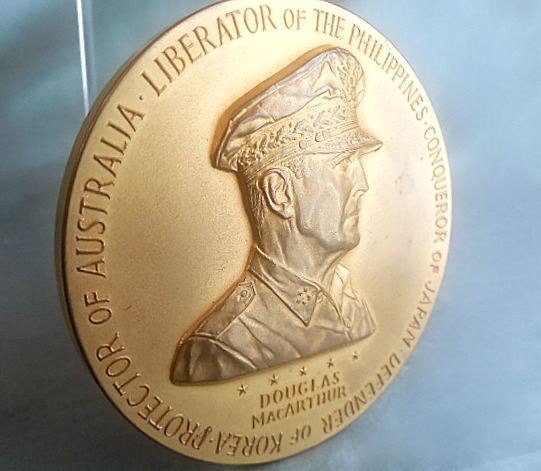 PROTECTOR OF AUSTRALIA · LIBERATOR OF THE PHILIPPINES · CONQUEROR OF JAPAN · DEFENDER OF KOREA ·
DOUGLAS
MACARTHUR